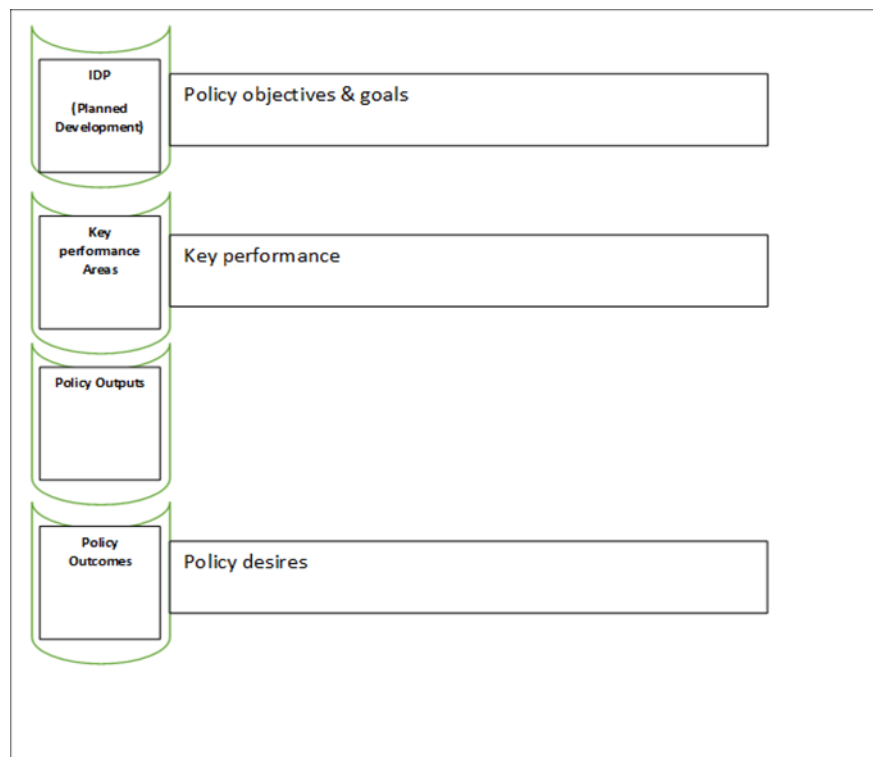 IDP
(Planned
Development)
Policy objectives & goals
Key
performance
Areas
Key performance
Policy Outputs
Policy
Outcomes
Policy desires